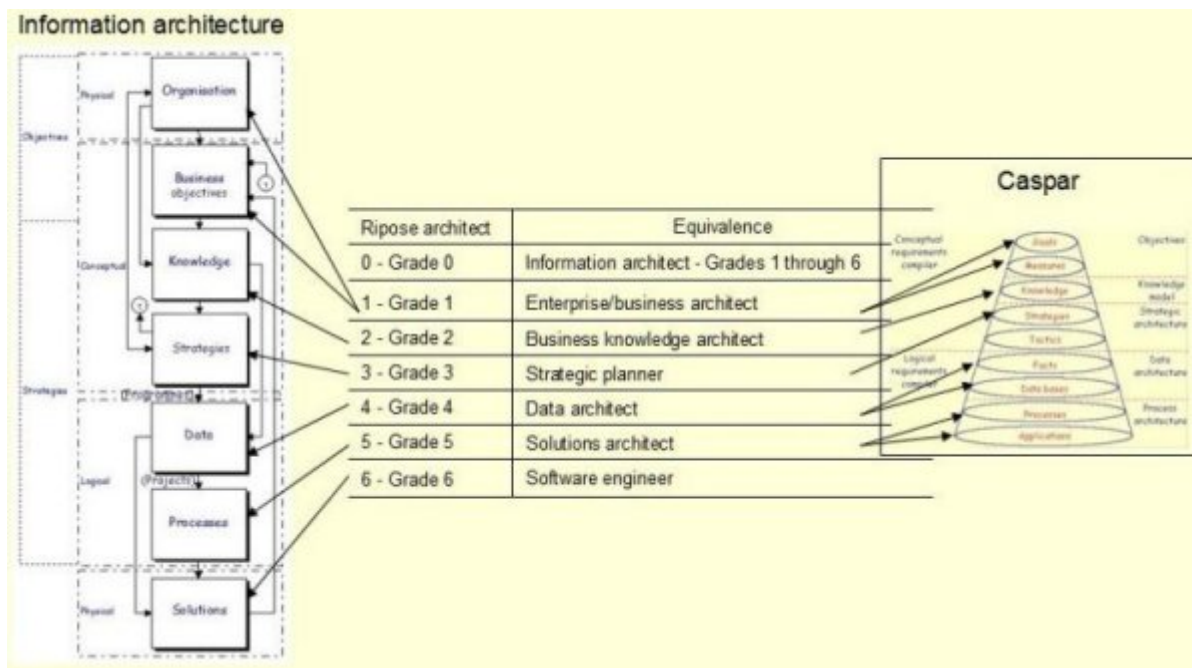 Information architecture
Physical
Organisation
Objectives
Business
objectives
Conceptual
Knowledge
Strategies
Strategies
Data
Logical
(Projects)
Processes
Physical
Solutions
Ripose architect Equivalence
0 - Grade 0 Information architect - Grades 1 through 6
1 - Grade 1 Enterprise/business architect
2 - Grade 2 Business knowledge architect
3 - Grade 3 Strategic planner
4 - Grade 4 Data architect
5 - Grade 5 Solutions architect
6 - Grade 6 Software engineer
Caspar
Conceptual
requirements
compiler
Goals
Measures
Knowledge
Strategies
Tactics
Logical
requirements
compiler
Facts
Data bases
Processes
Applications
Objectives
Knowledge
model
Strategic
architecture
Data
architecture
Process
architecture